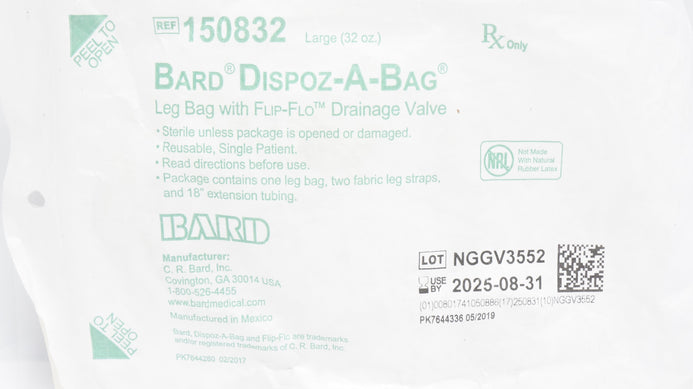 PEEL TO OPEN
REF 150832 Large (32 oz.)
Rx Only
BARD® DISPOZ-A-BAG®
Leg Bag with FLIP-FLO™ Drainage Valve
• Sterile unless package is opened or damaged.
• Reusable, Single Patient.
• Read directions before use.
• Package contains one leg bag, two fabric leg straps,
and 18" extension tubing.
NRL
Not Made
With Natural
Rubber Latex
BARD
Manufacturer:
C. R. Bard, Inc.
Covington, GA 30014 USA
1-800-526-4455
www.bardmedical.com
Manufactured in Mexico
Bard, Dispoz-A-Bag and Flip-Flo are trademarks
and/or registered trademarks of C. R. Bard, Inc.
PK7644280 02/2017
LOT NGGV3552
USE
BY 2025-08-31
(01)00801741050886(17)250831(10)NGGV3552
PK7644336 05/2019
PEEL TO
OPEN